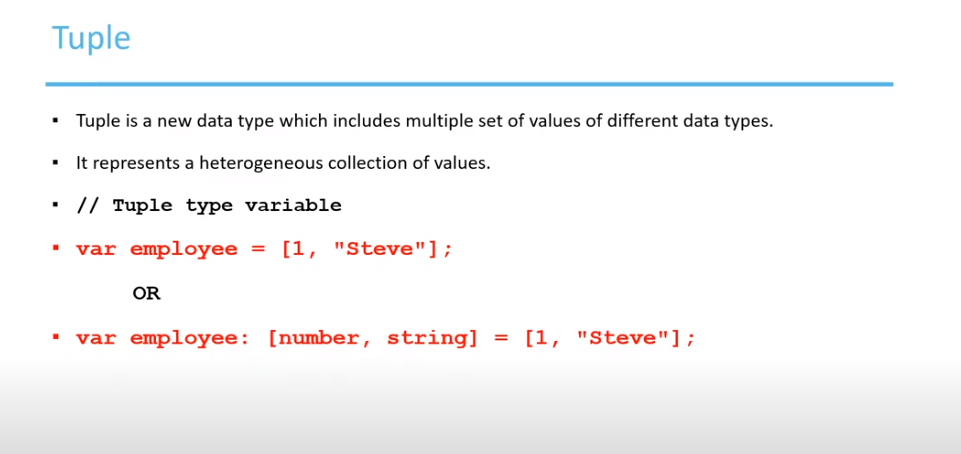 Tuple
▪ Tuple is a new data type which includes multiple set of values of different data types.
▪ It represents a heterogeneous collection of values.
▪ // Tuple type variable
▪ var employee = [1, "Steve"];
OR
▪ var employee: [number, string] = [1, "Steve"];